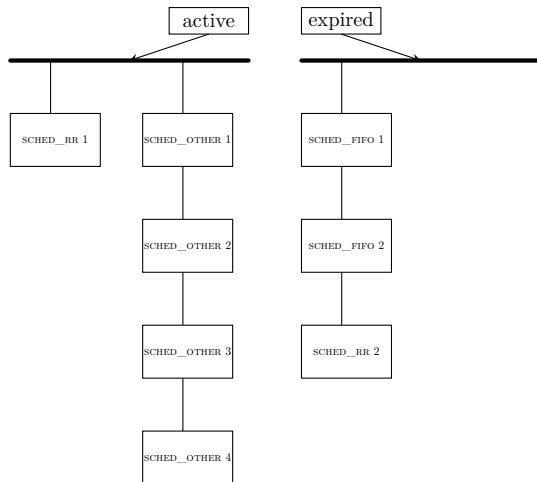 active
expired
SCHED_RR 1
SCHED_OTHER 1
SCHED_FIFO 1
SCHED_OTHER 2
SCHED_FIFO 2
SCHED_OTHER 3
SCHED_RR 2
SCHED_OTHER 4